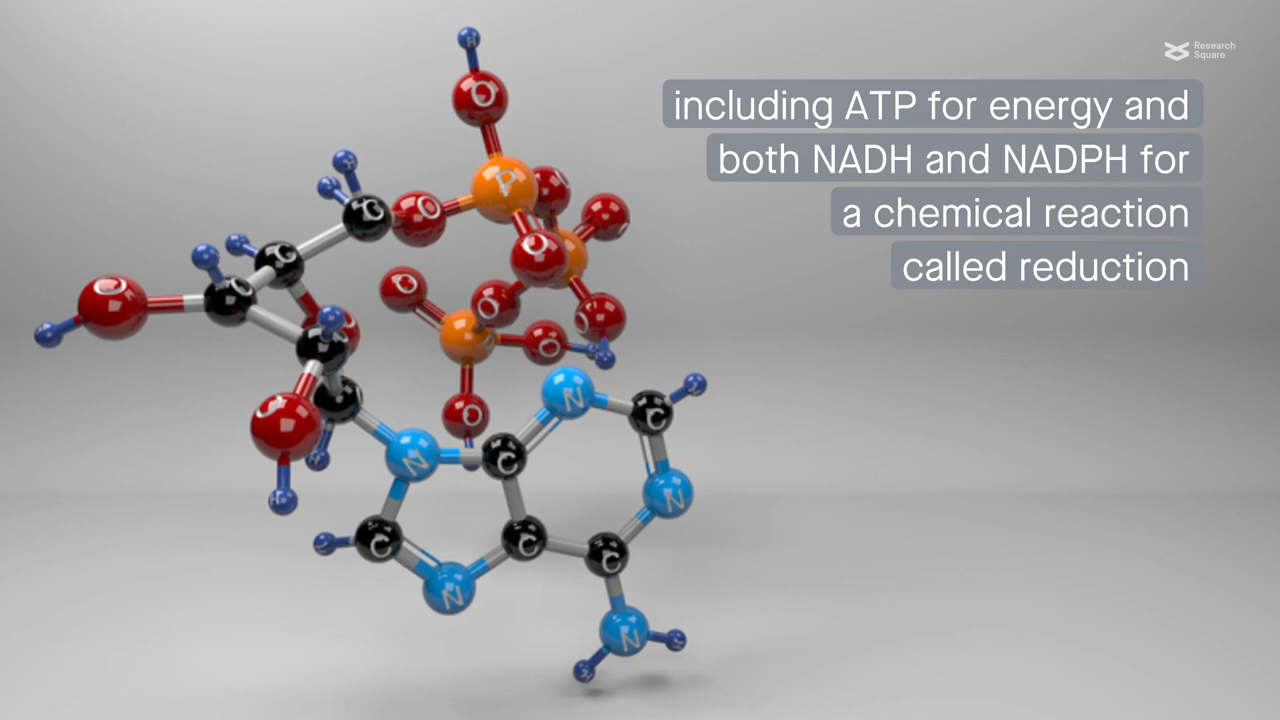 Research
Square
including ATP for energy and
both NADH and NADPH for
a chemical reaction
called reduction
H
O
P
H
H
C
O
O
O
O
C
C
O
O
O
O
P
O
H
O
N
C
H
N
C
N
C
C
C
N
N